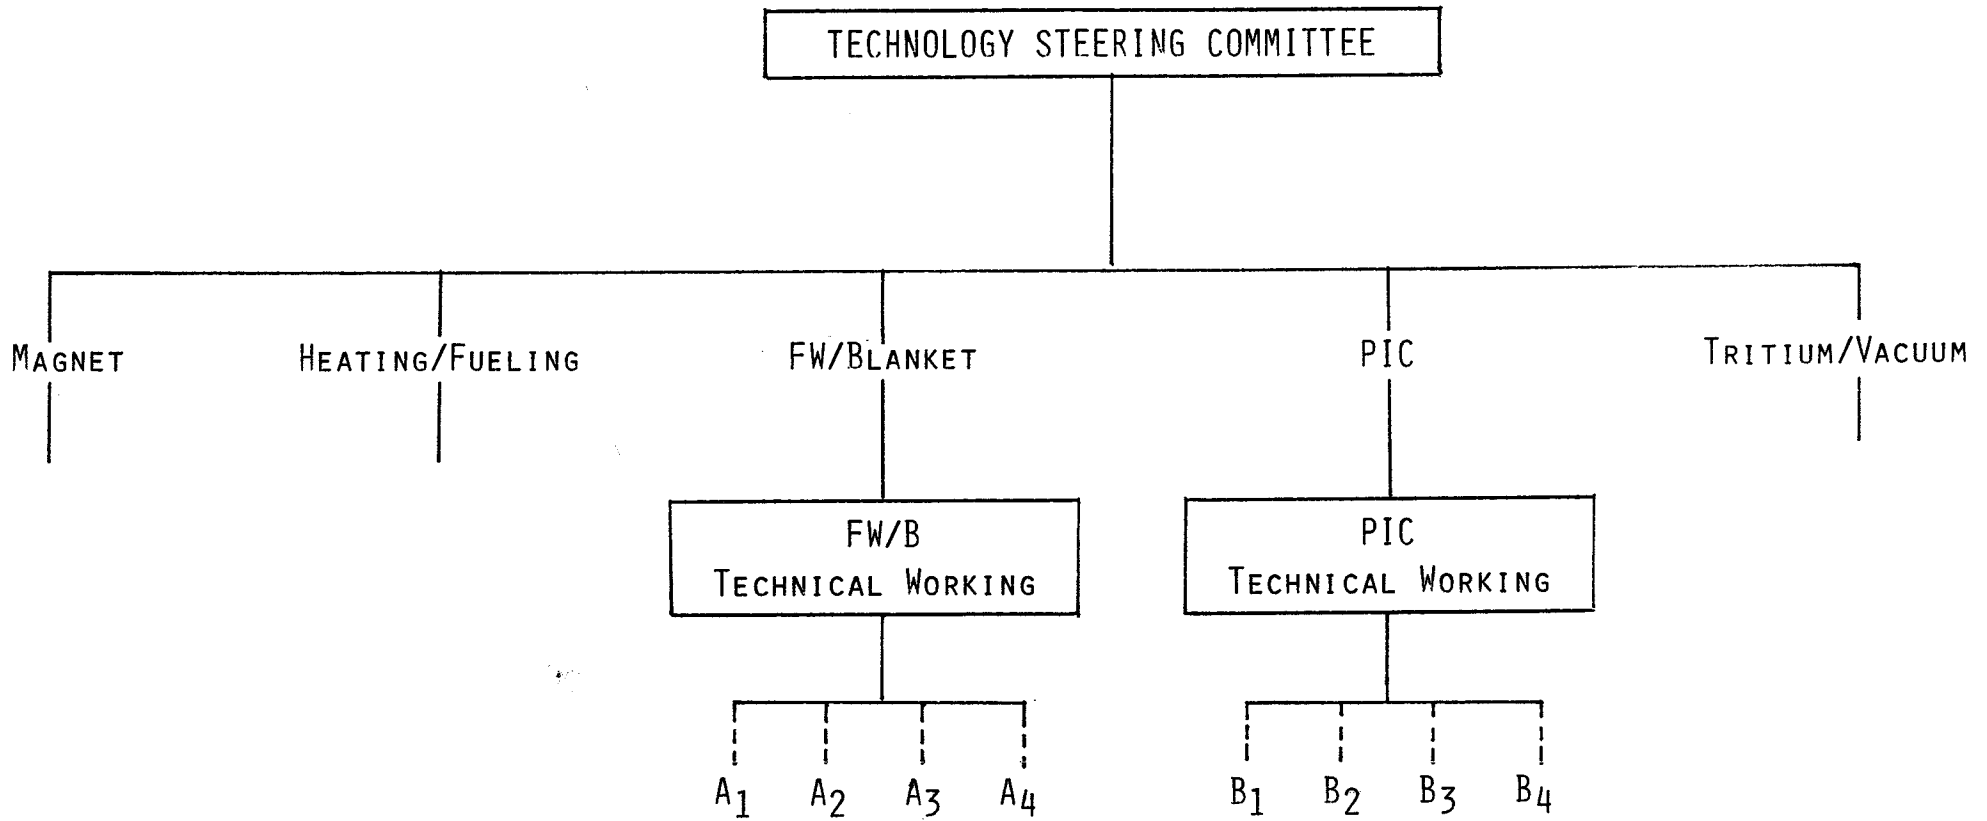 TECHNOLOGY STEERING COMMITTEE
MAGNET
HEATING/FUELING
FW/BLANKET
PIC
TRITIUM/VACUUM
FW/B
TECHNICAL WORKING
PIC
TECHNICAL WORKING
A1 A2 A3 A4
B1 B2 B3 B4